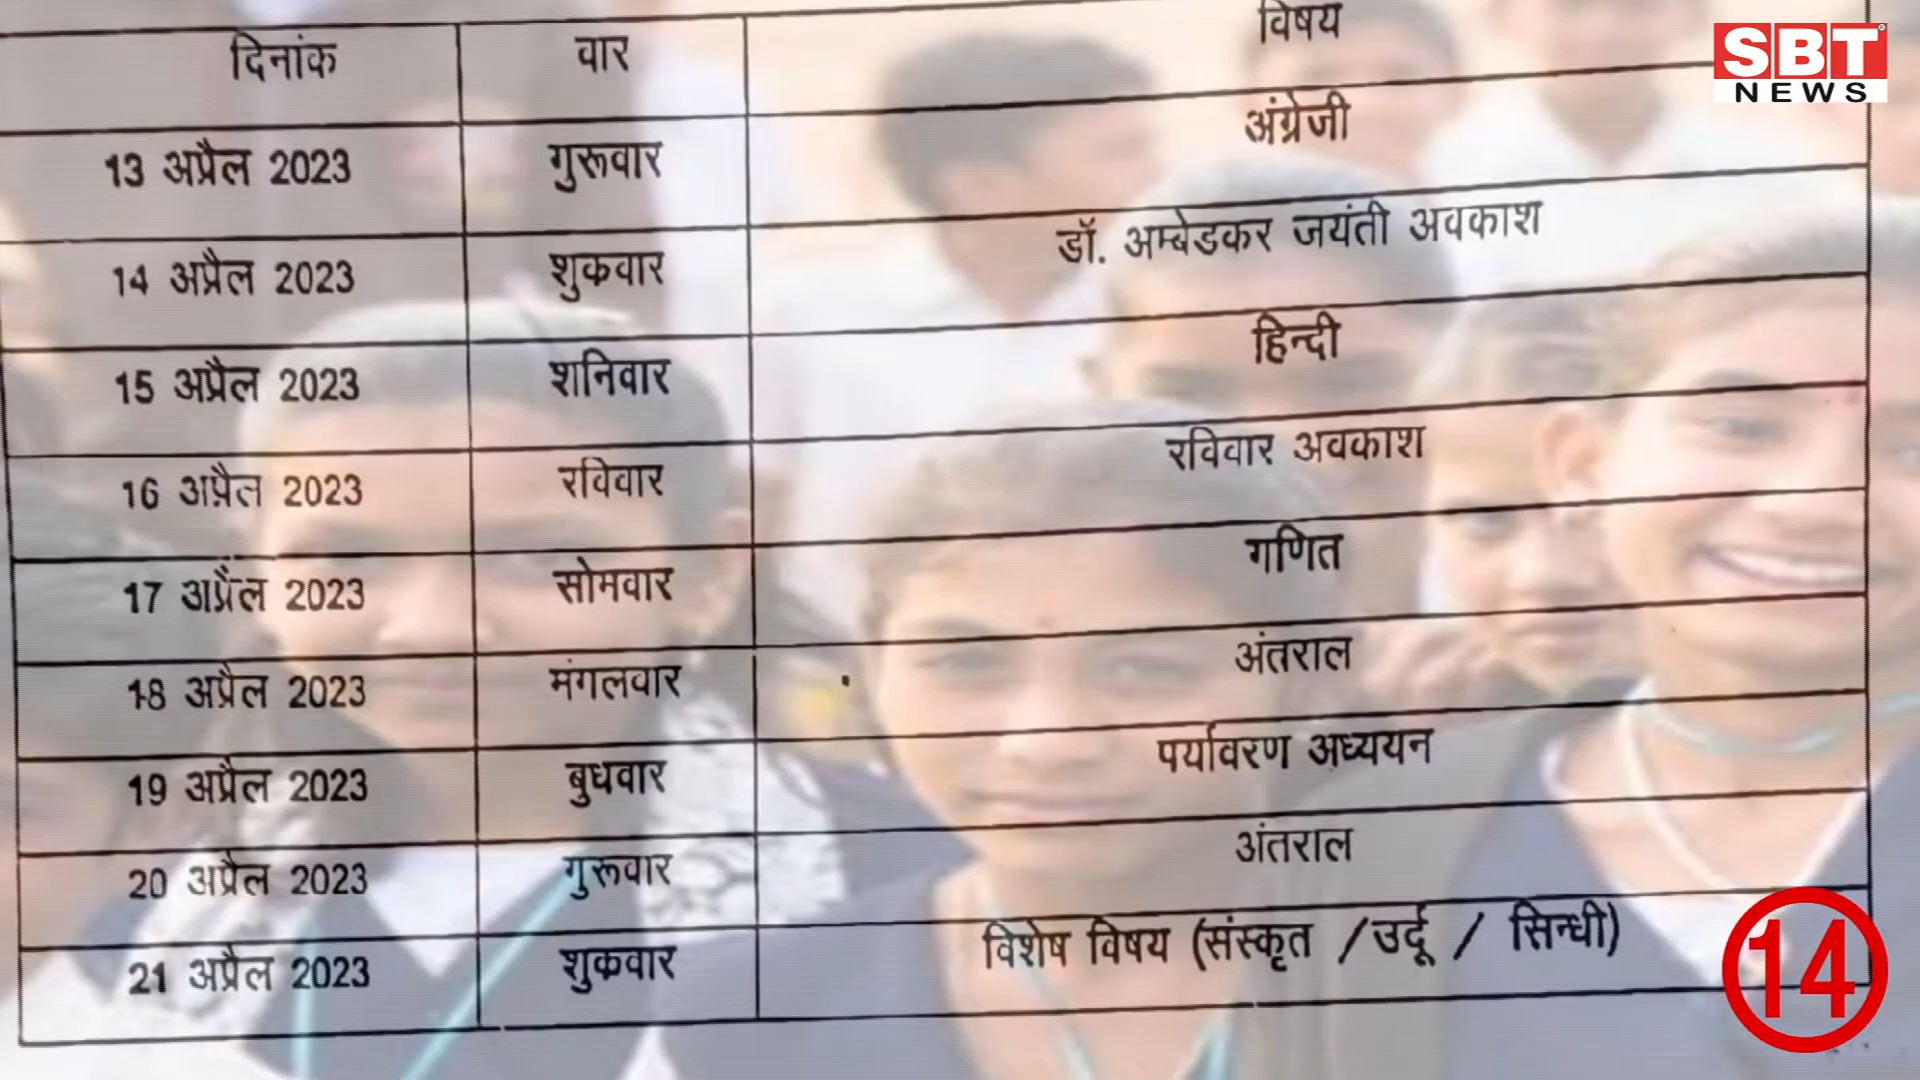 दिनांक वार विषय
13 अप्रैल 2023 गुरूवार अंग्रेजी
14 अप्रैल 2023 शुक्रवार डॉ. अम्बेडकर जयंती अवकाश
15 अप्रैल 2023 शनिवार हिन्दी
16 अप्रैल 2023 रविवार रविवार अवकाश
17 अप्रैल 2023 सोमवार गणित
18 अप्रैल 2023 मंगलवार अंतराल
19 अप्रैल 2023 बुधवार पर्यावरण अध्ययन
20 अप्रैल 2023 गुरूवार अंतराल
21 अप्रैल 2023 शुक्रवार विशेष विषय (संस्कृत /उर्दू / सिन्धी)
SBT
NEWS
14